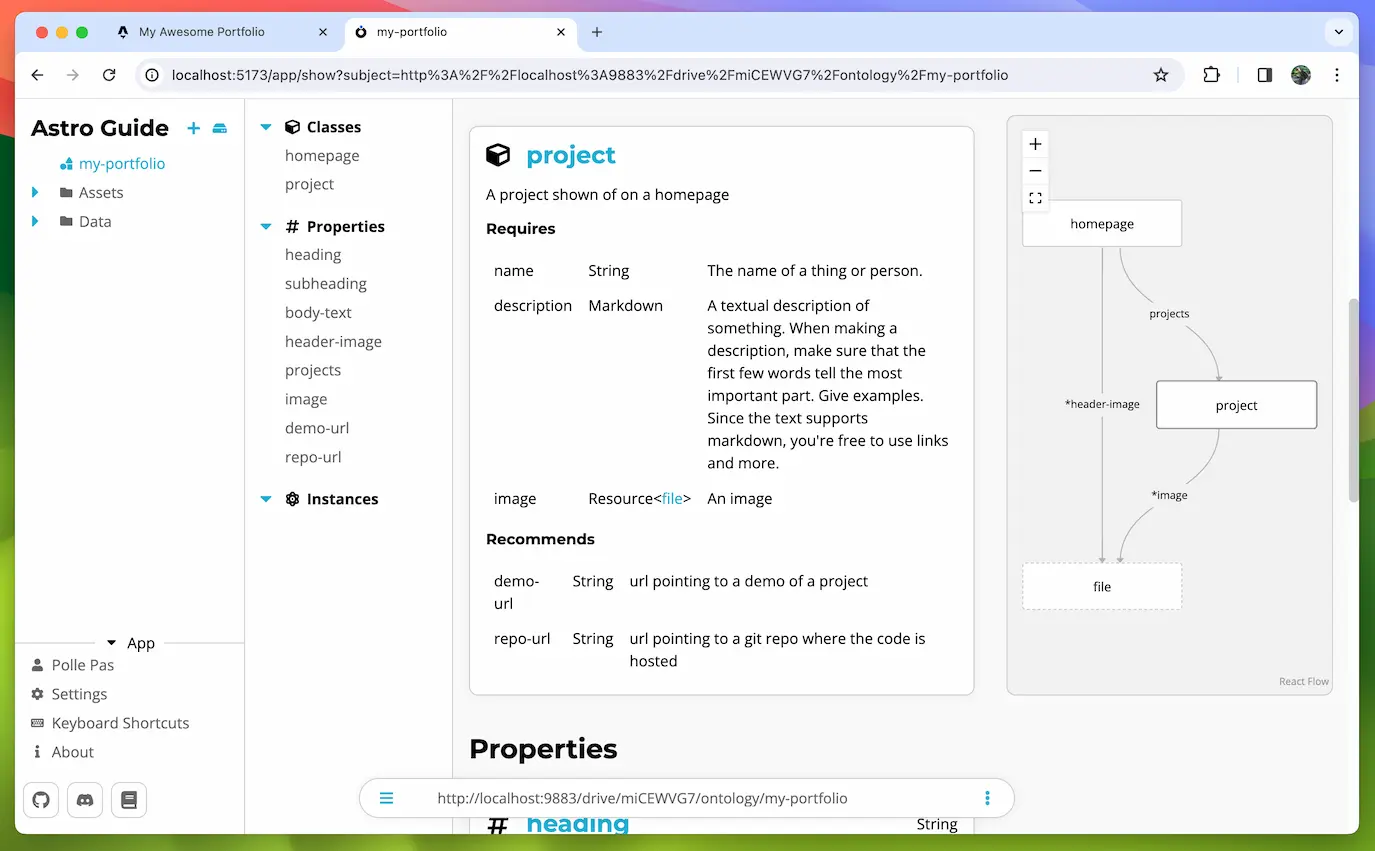 My Awesome Portfolio
my-portfolio
localhost:5173/app/show?subject=http%3A%2F%2Flocalhost%3A9883%2Fdrive%2FmiCEWVG7%2Fontology%2Fmy-portfolio
Astro Guide
my-portfolio
Assets
Data
App
Polle Pas
Settings
Keyboard Shortcuts
About
Classes
homepage
project
# Properties
heading
subheading
body-text
header-image
projects
image
demo-url
repo-url
Instances
project
A project shown of on a homepage
Requires
name String The name of a thing or person.
description Markdown A textual description of
something. When making a
description, make sure that the
first few words tell the most
important part. Give examples.
Since the text supports
markdown, you're free to use links
and more.
image Resource<file> An image
Recommends
demo- String url pointing to a demo of a project
url
repo-url String url pointing to a git repo where the code is
hosted
homepage
projects
*header-image
project
*image
file
React Flow
Properties
http://localhost:9883/drive/miCEWVG7/ontology/my-portfolio
# heading String